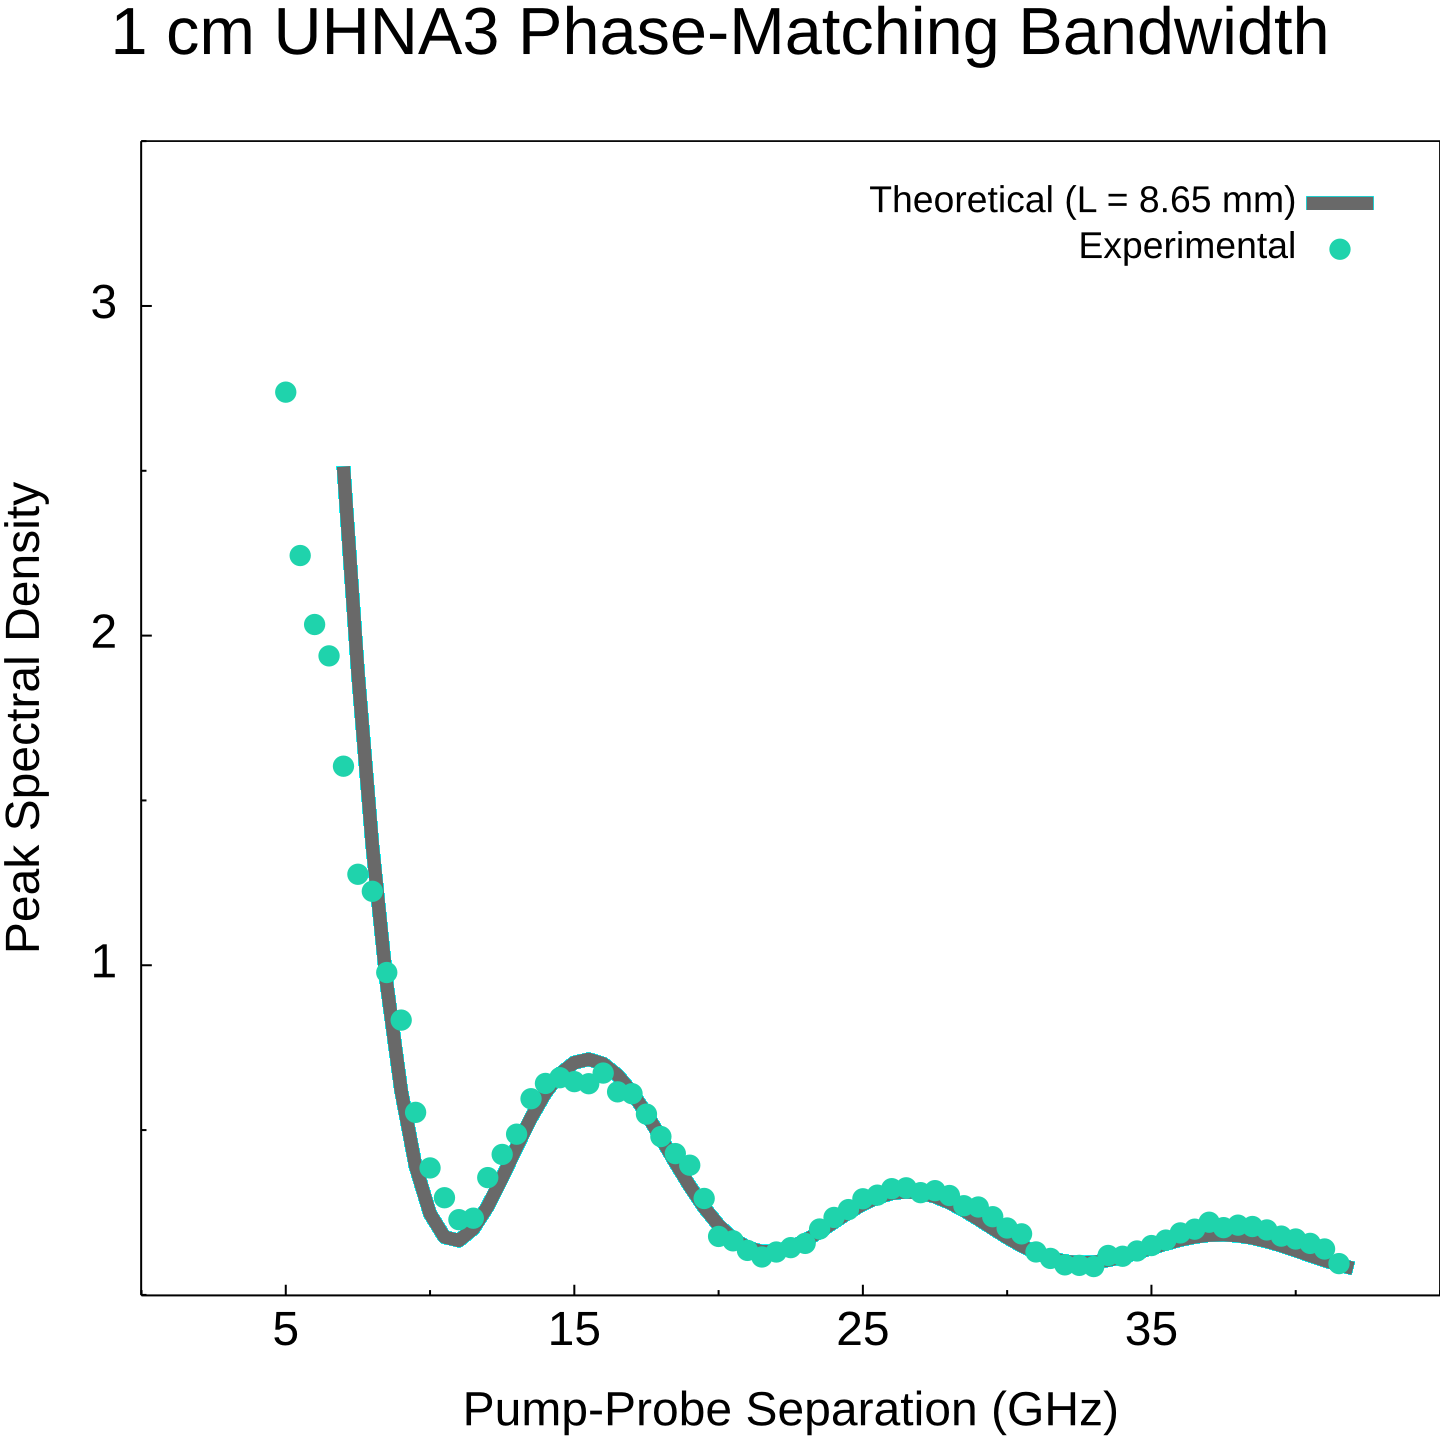 1 cm UHNA3 Phase-Matching Bandwidth
Theoretical (L = 8.65 mm)
Experimental
3
2
1
Peak Spectral Density
5 15 25 35
Pump-Probe Separation (GHz)